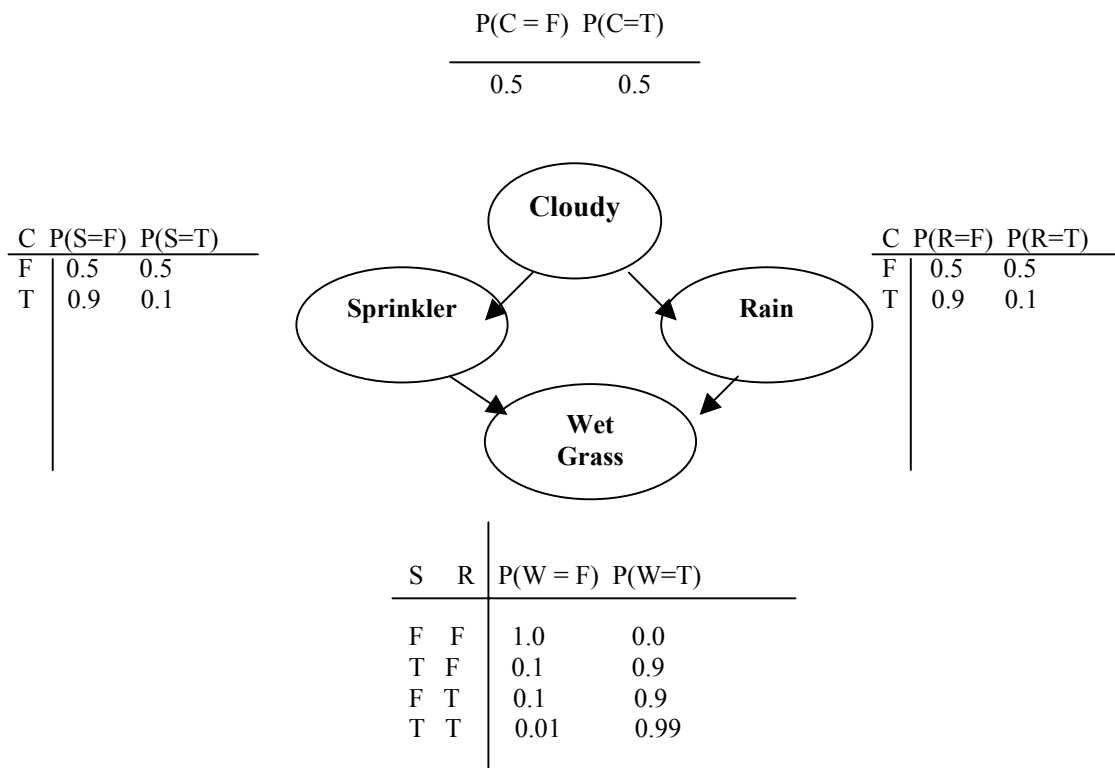 P(C = F) P(C=T)
0.5 0.5
Cloudy
C P(S=F) P(S=T)
F 0.5 0.5
T 0.9 0.1
Sprinkler
Rain
C P(R=F) P(R=T)
F 0.5 0.5
T 0.9 0.1
Wet
Grass
S R P(W = F) P(W=T)
F F 1.0 0.0
T F 0.1 0.9
F T 0.1 0.9
T T 0.01 0.99